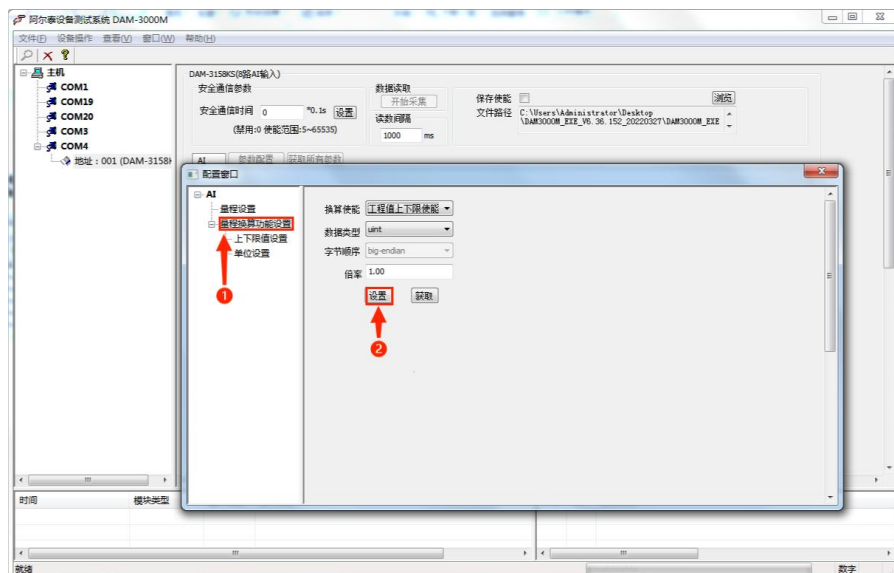 阿尔泰设备测试系统 DAM-3000M
文件(F) 设备操作 查看(V) 窗口(W) 帮助(H)
主机
COM1
COM19
COM20
COM3
COM4
地址：001 (DAM-3158K
DAM-3158KS(8路AI输入)
安全通信参数
安全通信时间 0 *0.1s 设置
(禁用:0 使能范围:5~65535)
数据读取
开始采集
读数间隔
1000 ms
保存使能
浏览
文件路径 C:\Users\Administrator\Desktop
\DAM3000M_EXE_V6.36.152_20220327\DAM3000M_EXE
AI 参数配置 获取所有参数
配置窗口
AI
量程设置
量程换算功能设置
上下限值设置
单位设置
1
换算使能 工程值上下限使能
数据类型 uint
字节顺序 big-endian
倍率 1.00
设置 获取
2
时间 模块类型
就绪 数字